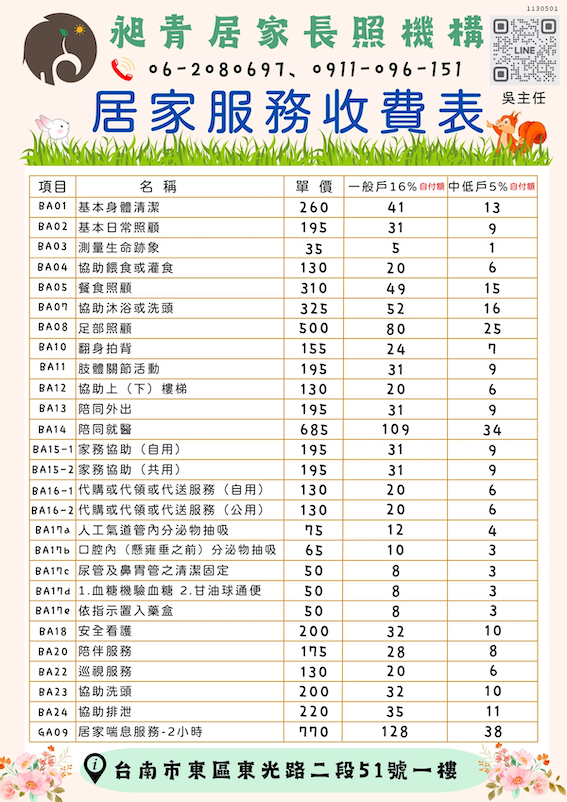 1130501
昶青居家長照機構
06-2080697、0911-096-151
LINE
居家服務收費表
吳主任
項目 名稱 單價 一般戶16%自付額 中低戶5%自付額
BA01 基本身體清潔 260 41 13
BA02 基本日常照顧 195 31 9
BA03 測量生命跡象 35 5 1
BA04 協助餵食或灌食 130 20 6
BA05 餐食照顧 310 49 15
BA07 協助沐浴或洗頭 325 52 16
BA08 足部照顧 500 80 25
BA10 翻身拍背 155 24 7
BA11 肢體關節活動 195 31 9
BA12 協助上（下）樓梯 130 20 6
BA13 陪同外出 195 31 9
BA14 陪同就醫 685 109 34
BA15-1 家務協助（自用） 195 31 9
BA15-2 家務協助（共用） 195 31 9
BA16-1 代購或代領或代送服務（自用） 130 20 6
BA16-2 代購或代領或代送服務（公用） 130 20 6
BA17a 人工氣道管內分泌物抽吸 75 12 4
BA17b 口腔內（懸雍垂之前）分泌物抽吸 65 10 3
BA17c 尿管及鼻胃管之清潔固定 50 8 3
BA17d 1.血糖機驗血糖 2.甘油球通便 50 8 3
BA17e 依指示置入藥盒 50 8 3
BA18 安全看護 200 32 10
BA20 陪伴服務 175 28 8
BA22 巡視服務 130 20 6
BA23 協助洗頭 200 32 10
BA24 協助排泄 220 35 11
GA09 居家喘息服務-2小時 770 128 38
台南市東區東光路二段51號一樓